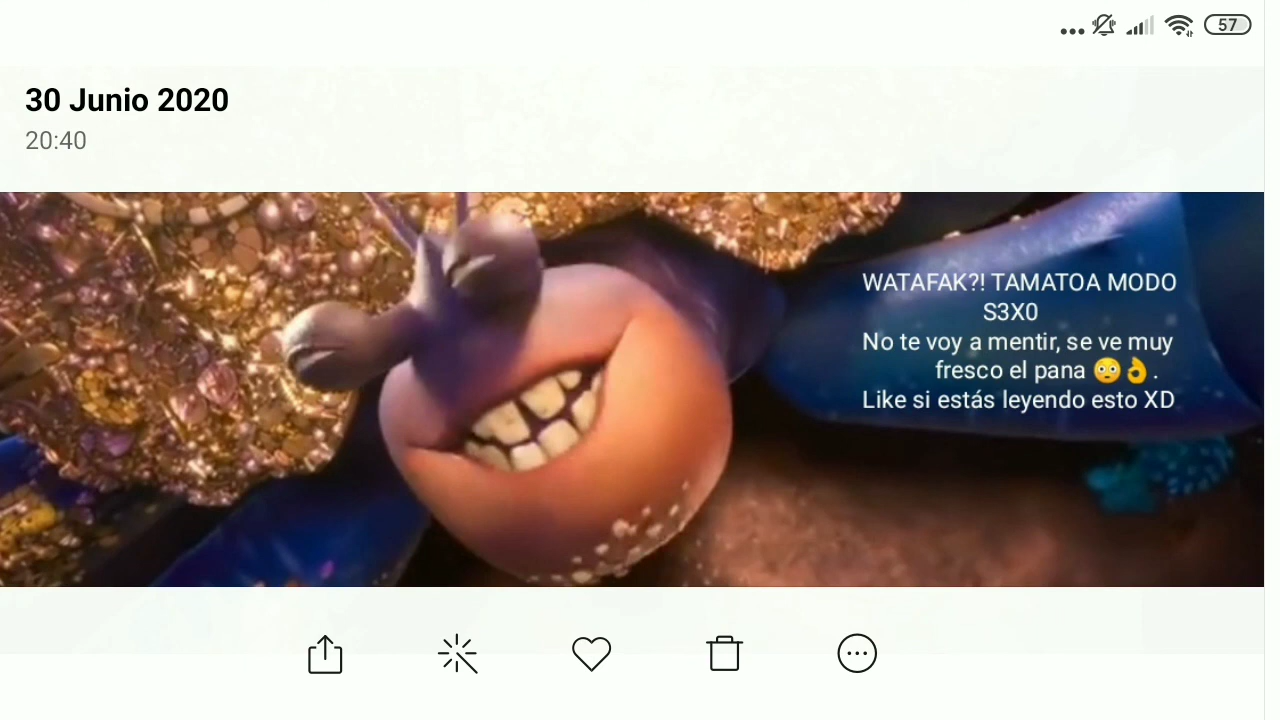 57
30 Junio 2020
20:40
WATAFAK?! TAMATOA MODO
S3X0
No te voy a mentir, se ve muy
fresco el pana 😳👌.
Like si estás leyendo esto XD